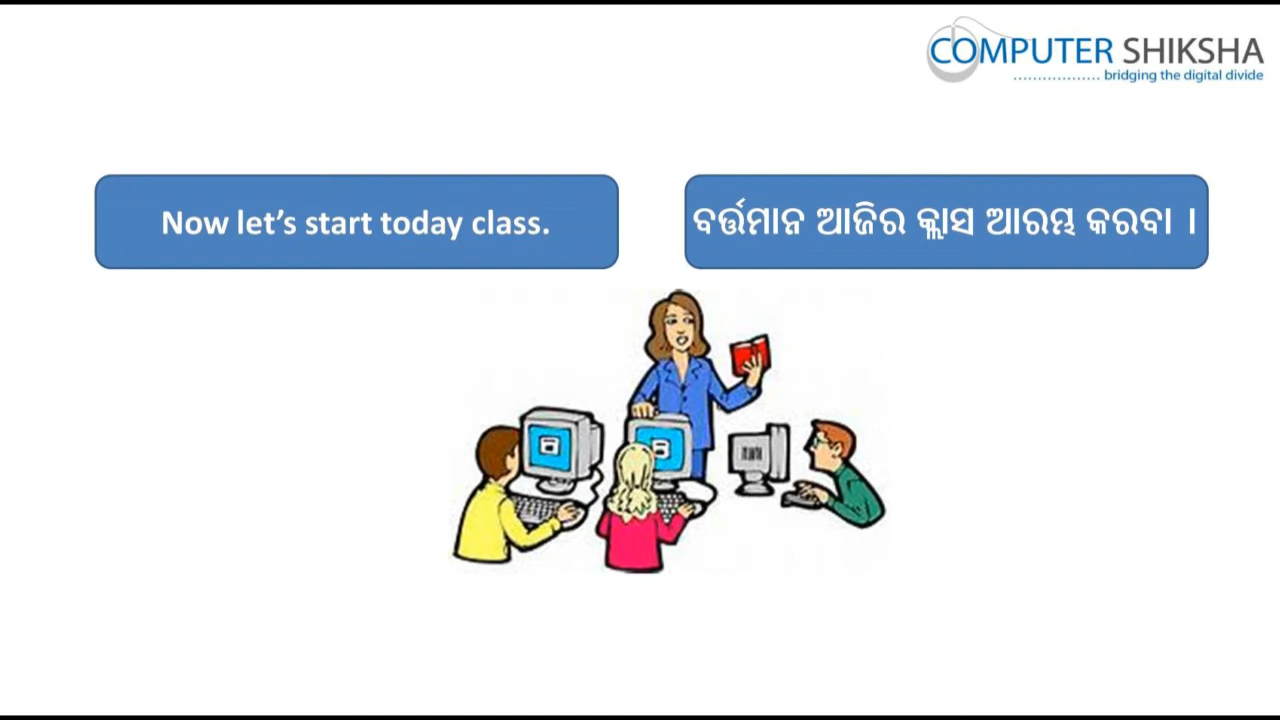 COMPUTER SHIKSHA
bridging the digital divide
Now let's start today class.
ବର୍ତ୍ତମାନ ଆଜିର କ୍ଲାସ ଆରମ୍ଭ କରବା ।